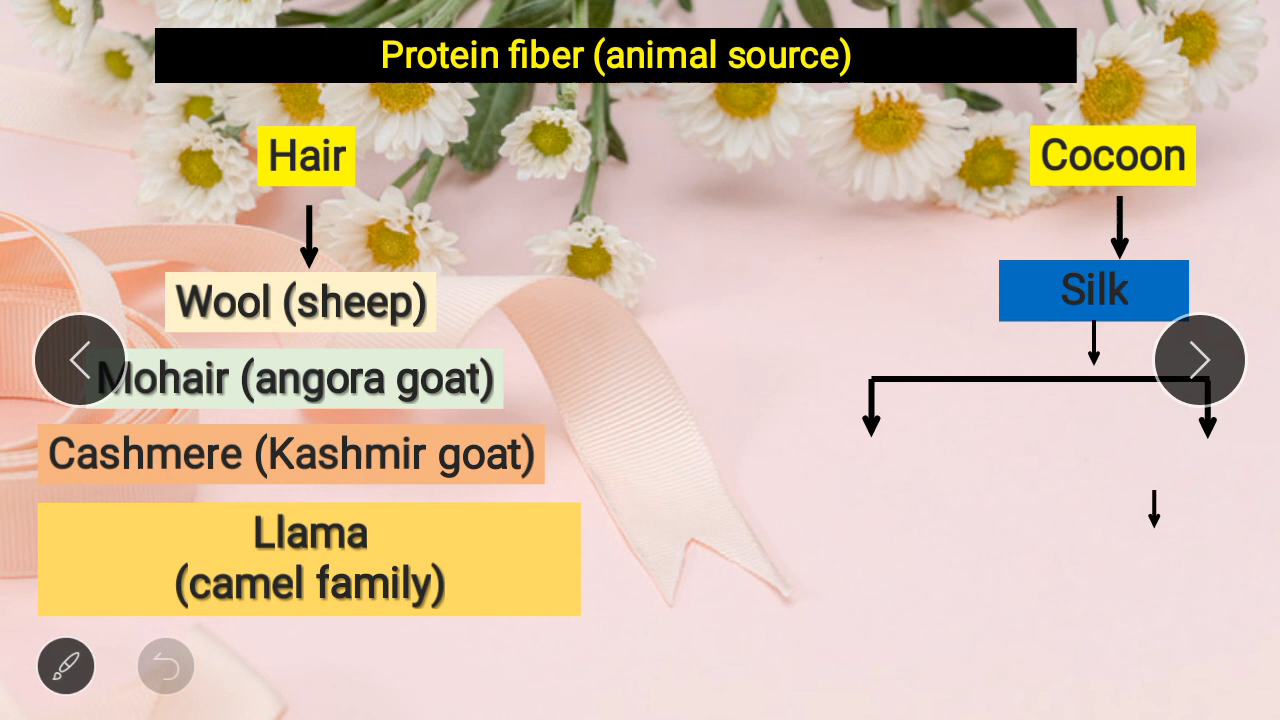 Protein fiber (animal source)
Hair
Cocoon
Wool (sheep)
Silk
Mohair (angora goat)
Cashmere (Kashmir goat)
Llama
(camel family)